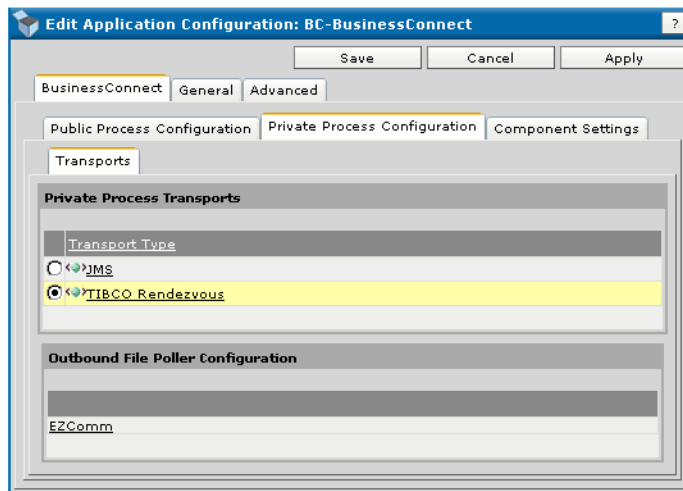 Edit Application Configuration: BC-BusinessConnect ?
Save Cancel Apply
BusinessConnect General Advanced
Public Process Configuration Private Process Configuration Component Settings
Transports
Private Process Transports
Transport Type
JMS
TIBCO Rendezvous
Outbound File Poller Configuration
EZComm